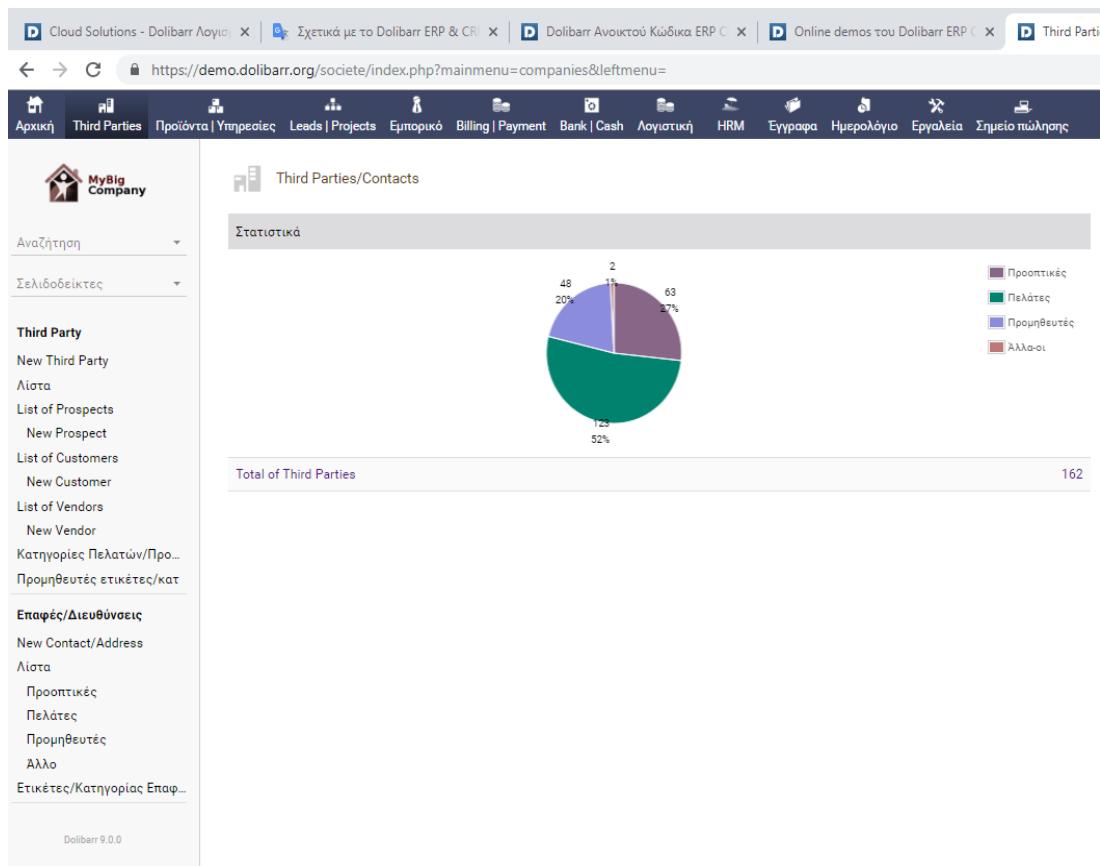 Cloud Solutions - Dolibarr Λογισ
Σχετικά με το Dolibarr ERP & CR
Dolibarr Ανοικτού Κώδικα ERP C
Online demos του Dolibarr ERP C
Third Parti
https://demo.dolibarr.org/societe/index.php?mainmenu=companies&leftmenu=
Αρχική Third Parties Προϊόντα | Υπηρεσίες Leads | Projects Εμπορικό Billing | Payment Bank | Cash Λογιστική HRM Έγγραφα Ημερολόγιο Εργαλεία Σημείο πώλησης
MyBig
Company
Αναζήτηση
Σελιδοδείκτες
Third Party
New Third Party
Λίστα
List of Prospects
New Prospect
List of Customers
New Customer
List of Vendors
New Vendor
Κατηγορίες Πελατών/Προ...
Προμηθευτές ετικέτες/κατ
Επαφές/Διευθύνσεις
New Contact/Address
Λίστα
Προοπτικές
Πελάτες
Προμηθευτές
Άλλο
Ετικέτες/Κατηγορίας Επαφ...
Dolibarr 9.0.0
Third Parties/Contacts
Στατιστικά
2
1%
48
20%
63
27%
123
52%
Προοπτικές
Πελάτες
Προμηθευτές
Άλλα-οι
Total of Third Parties 162